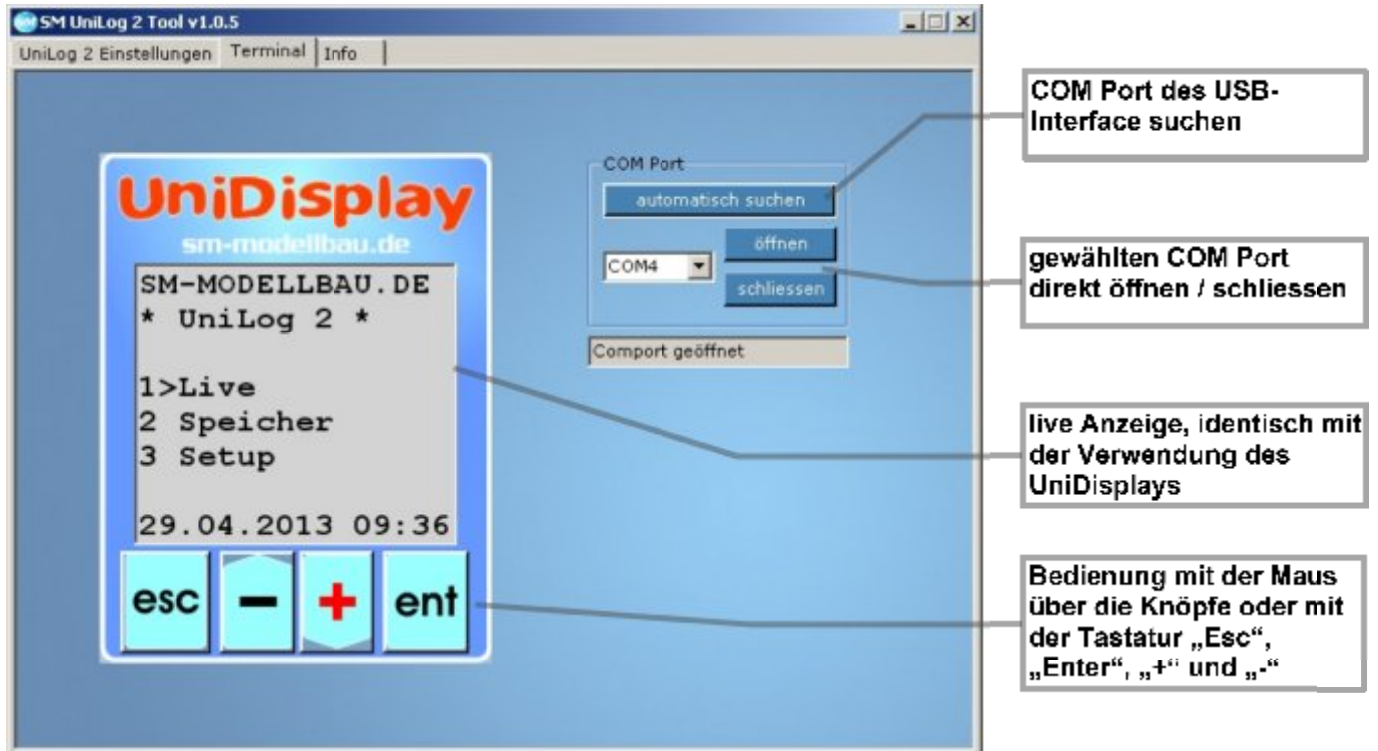 SM UniLog 2 Tool v1.0.5
UniLog 2 Einstellungen Terminal Info
UniDisplay
sm-modellbau.de
SM-MODELLBAU.DE
* UniLog 2 *
1>Live
2 Speicher
3 Setup
29.04.2013 09:36
esc - + ent
COM Port
automatisch suchen
COM4
öffnen
schliessen
Comport geöffnet
COM Port des USB-
Interface suchen
gewählten COM Port
direkt öffnen / schliessen
live Anzeige, identisch mit
der Verwendung des
UniDisplays
Bedienung mit der Maus
über die Knöpfe oder mit
der Tastatur „Esc“,
„Enter“, „+“ und „-“